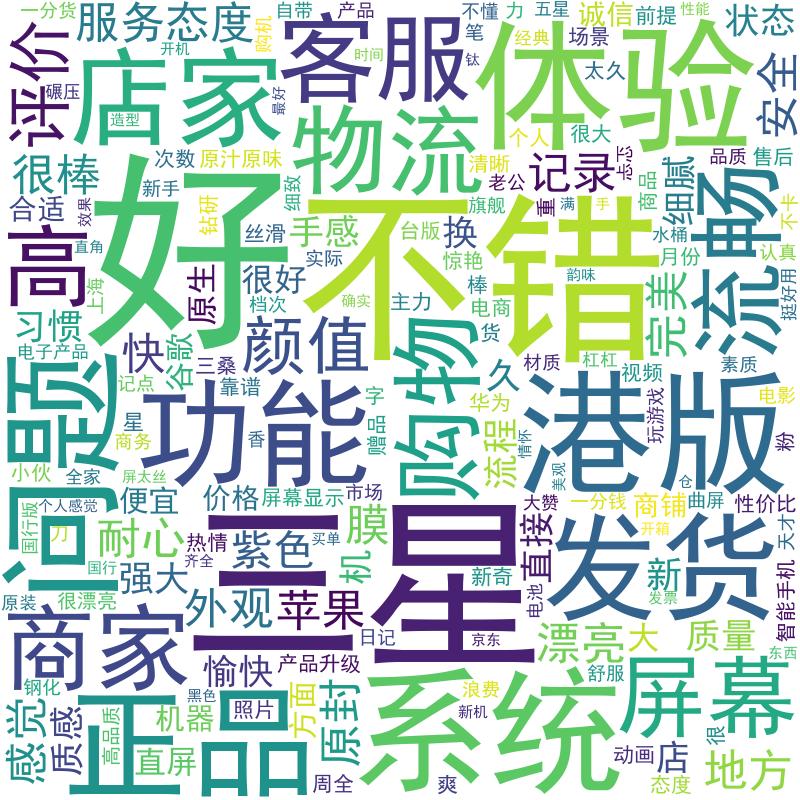 一分货
自带
产品
不懂
力
五星
诚信
前提
性能
状态
服务态度
购机
客服
笔
经典
场景
评价
开机
店家
时间
钛
体验
太久
安全
碾压
造型
最好
物流
个人
很大
很棒
次数
原汁原味
清晰
记录
忐忑
品质
售后
合适
新手
钻研
细致
老公
商品
细腻
流畅
不卡
效果
好
不错
手感
旗舰
重
满
手
高
直角
丝滑
台版
换
水桶
月份
认真
上海
原生
很好
实际
惊艳
韵味
挺好用
档次
棒
电商
习惯
快
颜值
确实
主力
货
完美
电子产品
谷歌
三桑
购物
久
材质
杠杠
视频
素质
问题
记点
靠谱
功能
字
华为
港版
玩游戏
电影
星
商务
香
赠品
流程
情怀
美观
粉
小伙
全家
屏太丝
个人感觉
便宜
价格
屏幕显示
市场
大赞
一分钱
仓
曲屏
性价比
国行版
力
耐心
热情
紫色
买单
膜
三星
直接
发货
商铺
开箱
天才
国行
齐全
机
新奇
电池
新
发票
智能手机
原装
很漂亮
强大
外观
苹果
日记
京东
漂亮
大
质量
东西
商家
愉快
产品升级
系统
舒服
屏幕
钢化
黑色
照片
方面
原封
浪费
感觉
质感
正品
机器
新机
很
高品质
直屏
周全
爽
动画
店
态度
地方